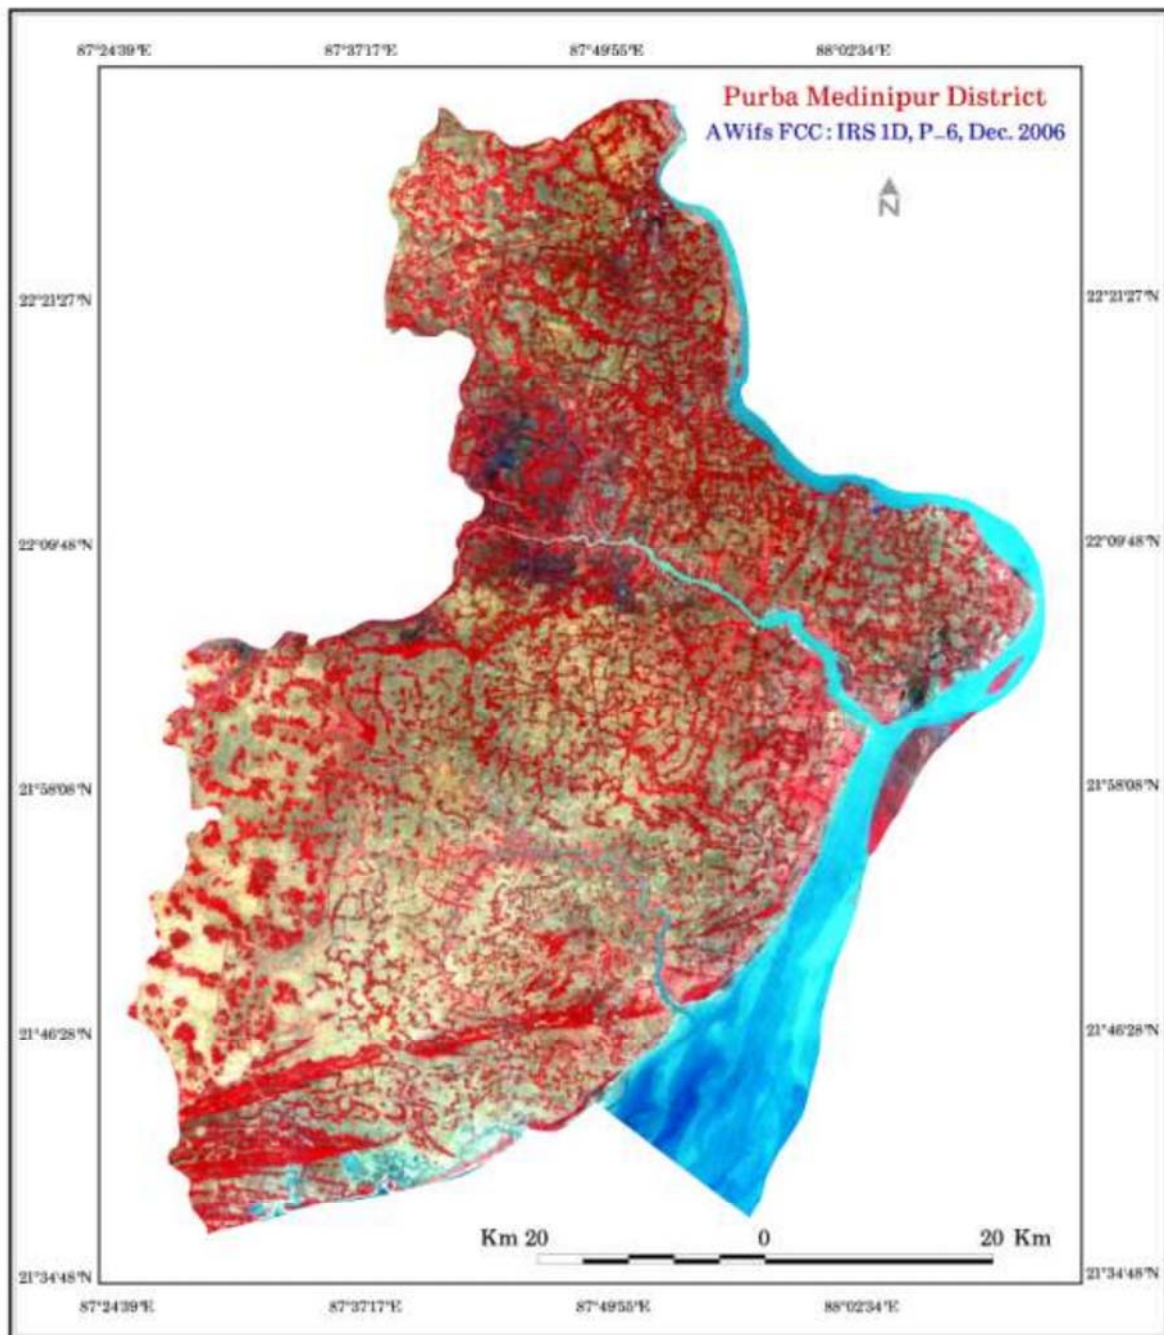 87°24'39"E 87°37'17"E 87°49'55"E 88°02'34"E
Purba Medinipur District
AWifs FCC : IRS 1D, P-6, Dec. 2006
N
22°21'27"N 22°21'27"N
22°09'48"N 22°09'48"N
21°58'08"N 21°58'08"N
21°46'28"N 21°46'28"N
Km 20 0 20 Km
21°34'48"N 21°34'48"N
87°24'39"E 87°37'17"E 87°49'55"E 88°02'34"E